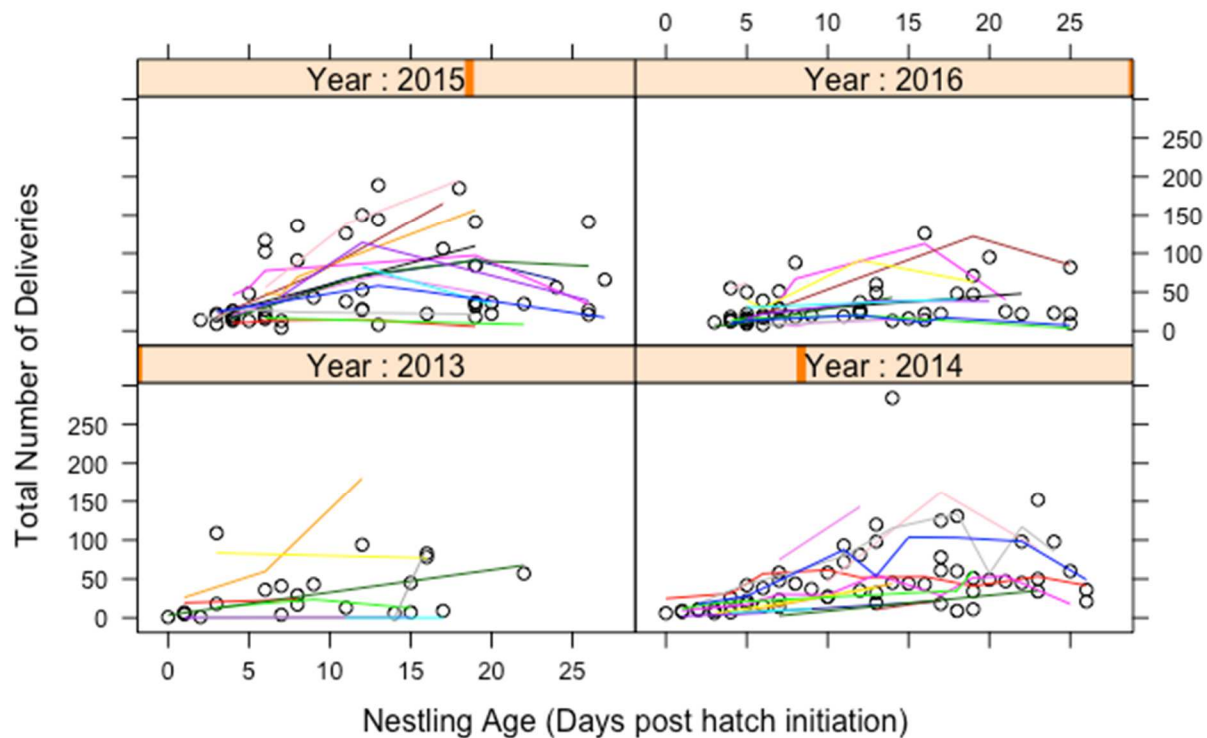 0 5 10 15 20 25
Year : 2015
Year : 2016
250
200
150
100
50
0
Year : 2013
Year : 2014
250
200
150
100
50
0
Total Number of Deliveries
0 5 10 15 20 25
Nestling Age (Days post hatch initiation)